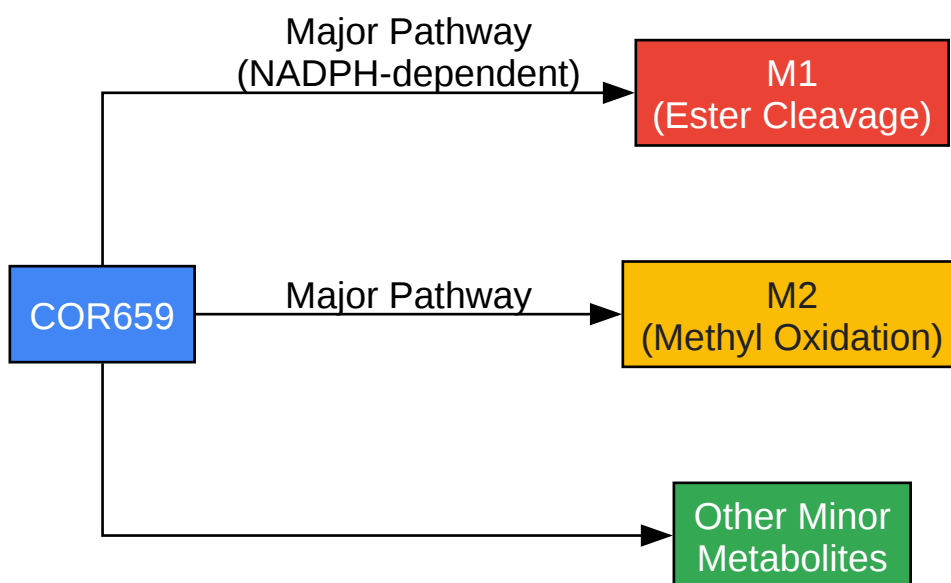 Major Pathway
(NADPH-dependent)
M1
(Ester Cleavage)
COR659
Major Pathway
M2
(Methyl Oxidation)
Other Minor
Metabolites